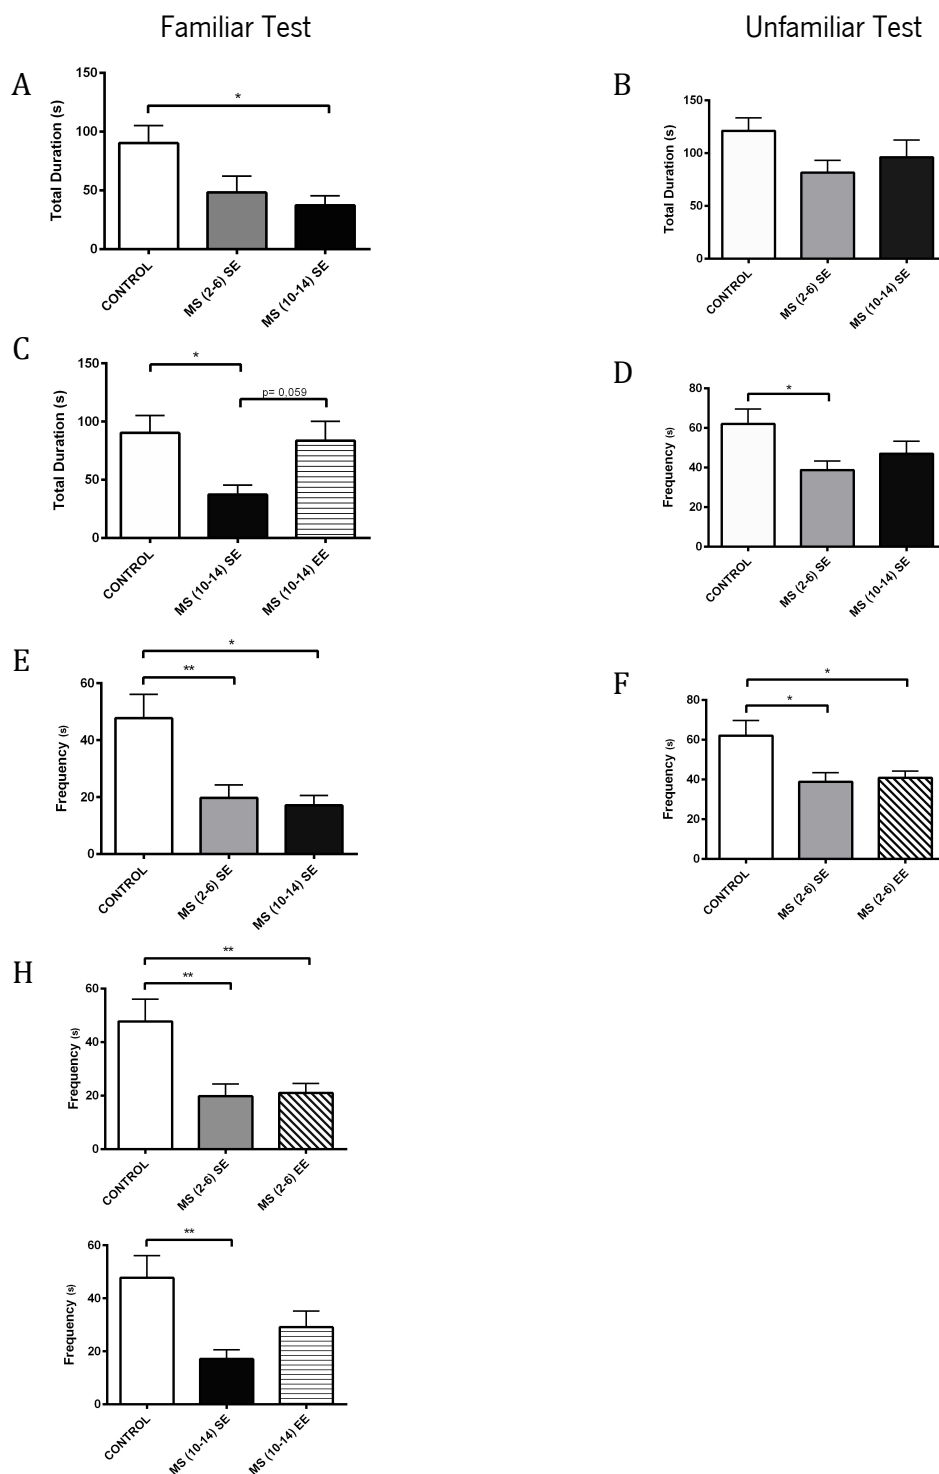 Familiar Test
Unfamiliar Test
A
150
100
50
0
Total Duration (s)
*
CONTROL
MS (2-6) SE
MS (10-14) SE
B
150
100
50
0
Total Duration (s)
CONTROL
MS (2-6) SE
MS (10-14) SE
C
150
100
50
0
Total Duration (s)
*
p= 0,059
CONTROL
MS (10-14) SE
MS (10-14) EE
D
80
60
40
20
0
Frequency (s)
*
CONTROL
MS (2-6) SE
MS (10-14) SE
E
60
40
20
0
Frequency (s)
*
**
CONTROL
MS (2-6) SE
MS (10-14) SE
F
80
60
40
20
0
Frequency (s)
*
*
CONTROL
MS (2-6) SE
MS (2-6) EE
H
60
40
20
0
Frequency (s)
**
**
CONTROL
MS (2-6) SE
MS (2-6) EE
60
40
20
0
Frequency (s)
**
CONTROL
MS (10-14) SE
MS (10-14) EE